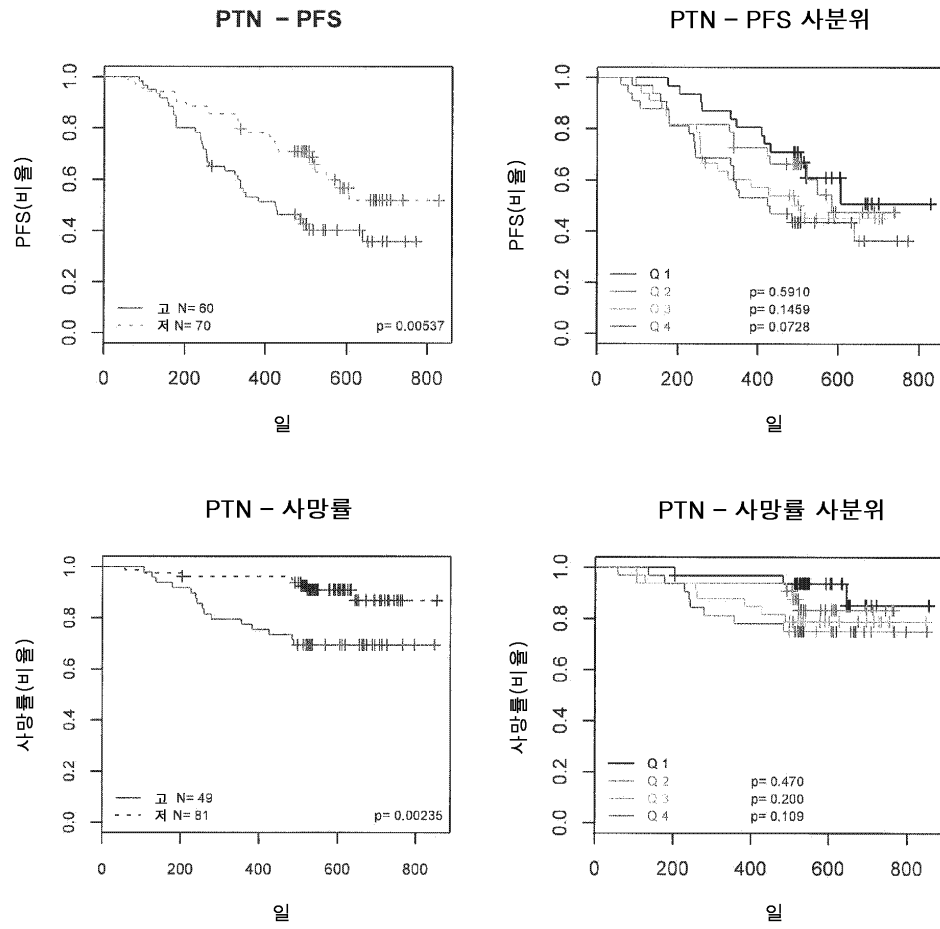 PTN – PFS
PFS(비율)
1.0
0.8
0.6
0.4
0.2
0.0
고 N= 60
저 N= 70
p= 0.00537
0 200 400 600 800
일
PTN – PFS 사분위
PFS(비율)
1.0
0.8
0.6
0.4
0.2
0.0
Q 1
Q 2 p= 0.5910
Q 3 p= 0.1459
Q 4 p= 0.0728
0 200 400 600 800
일
PTN – 사망률
사망률(비율)
1.0
0.8
0.6
0.4
0.2
0.0
고 N= 49
저 N= 81
p= 0.00235
0 200 400 600 800
일
PTN – 사망률 사분위
사망률(비율)
1.0
0.8
0.6
0.4
0.2
0.0
Q 1
Q 2 p= 0.470
Q 3 p= 0.200
Q 4 p= 0.109
0 200 400 600 800
일